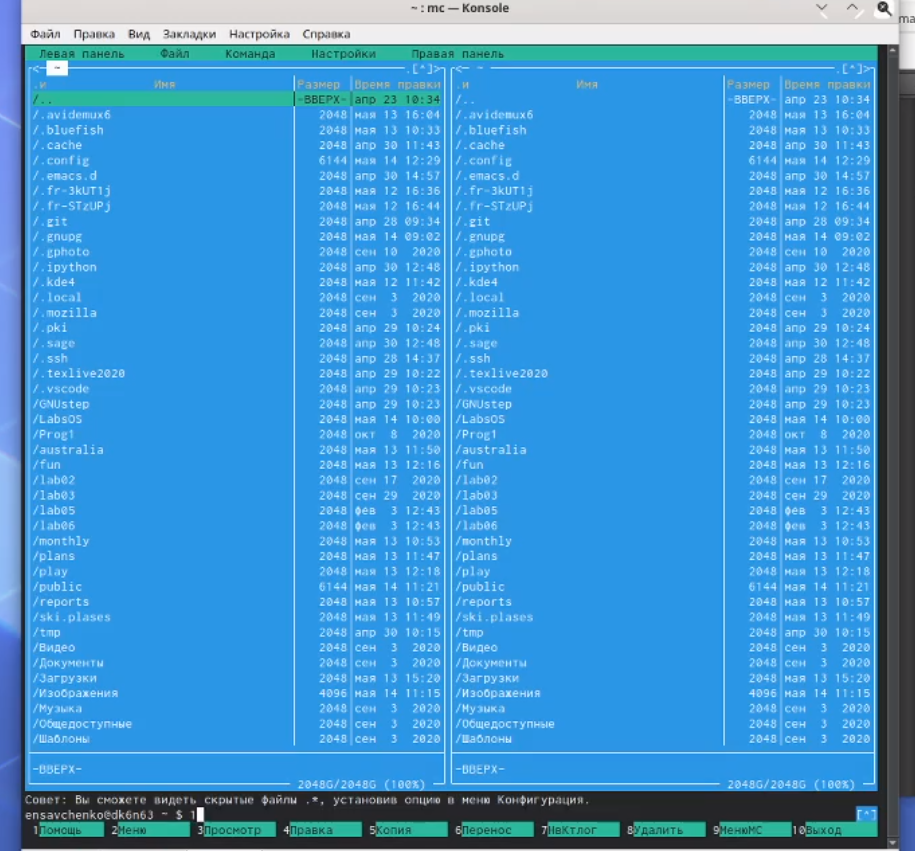 ~ : mc — Konsole
Файл Правка Вид Закладки Настройка Справка
Левая панель Файл Команда Настройки Правая панель
<— ~ .[^]> <— ~ .[^]>
.и Имя Размер Время правки .и Имя Размер Время правки
/.. -ВВЕРХ- апр 23 10:34 /.. -ВВЕРХ- апр 23 10:34
/.avidemux6 2048 мая 13 16:04 /.avidemux6 2048 мая 13 16:04
/.bluefish 2048 мая 13 10:33 /.bluefish 2048 мая 13 10:33
/.cache 2048 апр 30 11:43 /.cache 2048 апр 30 11:43
/.config 6144 мая 14 12:29 /.config 6144 мая 14 12:29
/.emacs.d 2048 апр 30 14:57 /.emacs.d 2048 апр 30 14:57
/.fr-3kUT1j 2048 мая 12 16:36 /.fr-3kUT1j 2048 мая 12 16:36
/.fr-STzUPj 2048 мая 12 16:44 /.fr-STzUPj 2048 мая 12 16:44
/.git 2048 апр 28 09:34 /.git 2048 апр 28 09:34
/.gnupg 2048 мая 14 09:02 /.gnupg 2048 мая 14 09:02
/.gphoto 2048 сен 10 2020 /.gphoto 2048 сен 10 2020
/.ipython 2048 апр 30 12:48 /.ipython 2048 апр 30 12:48
/.kde4 2048 мая 12 11:42 /.kde4 2048 мая 12 11:42
/.local 2048 сен 3 2020 /.local 2048 сен 3 2020
/.mozilla 2048 сен 3 2020 /.mozilla 2048 сен 3 2020
/.pki 2048 апр 29 10:24 /.pki 2048 апр 29 10:24
/.sage 2048 апр 30 12:48 /.sage 2048 апр 30 12:48
/.ssh 2048 апр 28 14:37 /.ssh 2048 апр 28 14:37
/.texlive2020 2048 апр 29 10:22 /.texlive2020 2048 апр 29 10:22
/.vscode 2048 апр 29 10:23 /.vscode 2048 апр 29 10:23
/GNUstep 2048 апр 29 10:23 /GNUstep 2048 апр 29 10:23
/LabsOS 2048 мая 14 10:00 /LabsOS 2048 мая 14 10:00
/Prog1 2048 окт 8 2020 /Prog1 2048 окт 8 2020
/australia 2048 мая 13 11:50 /australia 2048 мая 13 11:50
/fun 2048 мая 13 12:16 /fun 2048 мая 13 12:16
/lab02 2048 сен 17 2020 /lab02 2048 сен 17 2020
/lab03 2048 сен 29 2020 /lab03 2048 сен 29 2020
/lab05 2048 фев 3 12:43 /lab05 2048 фев 3 12:43
/lab06 2048 фев 3 12:43 /lab06 2048 фев 3 12:43
/monthly 2048 мая 13 10:53 /monthly 2048 мая 13 10:53
/plans 2048 мая 13 11:47 /plans 2048 мая 13 11:47
/play 2048 мая 13 12:18 /play 2048 мая 13 12:18
/public 6144 мая 14 11:21 /public 6144 мая 14 11:21
/reports 2048 мая 13 10:57 /reports 2048 мая 13 10:57
/ski.plases 2048 мая 13 11:49 /ski.plases 2048 мая 13 11:49
/tmp 2048 апр 30 10:15 /tmp 2048 апр 30 10:15
/Видео 2048 сен 3 2020 /Видео 2048 сен 3 2020
/Документы 2048 сен 3 2020 /Документы 2048 сен 3 2020
/Загрузки 2048 мая 13 15:20 /Загрузки 2048 мая 13 15:20
/Изображения 4096 мая 14 11:15 /Изображения 4096 мая 14 11:15
/Музыка 2048 сен 3 2020 /Музыка 2048 сен 3 2020
/Общедоступные 2048 сен 3 2020 /Общедоступные 2048 сен 3 2020
/Шаблоны 2048 сен 3 2020 /Шаблоны 2048 сен 3 2020
-ВВЕРХ- -ВВЕРХ-
2048G/2048G (100%) 2048G/2048G (100%)
Совет: Вы сможете видеть скрытые файлы .*, установив опцию в меню Конфигурация.
ensavchenko@dk6n63 ~ $ 1 [^]
1Помощь 2Меню 3Просмотр 4Правка 5Копия 6Перенос 7НвКтлог 8Удалить 9МенюМС 10Выход